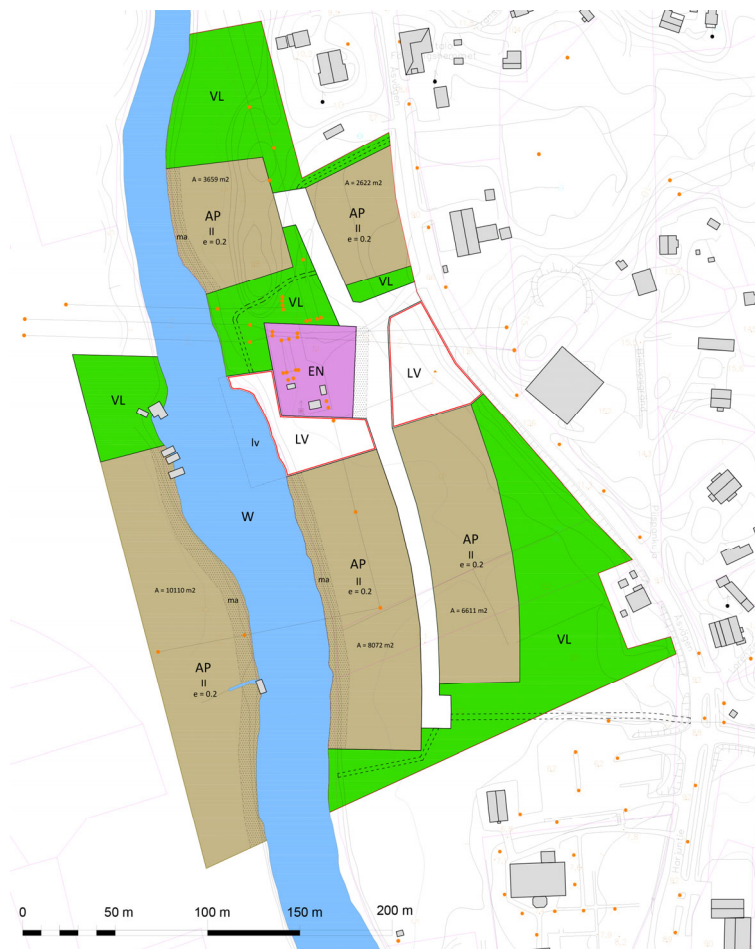 VL
A = 3659 m2
A = 2622 m2
AP
II
e = 0.2
AP
II
e = 0.2
ma
VL
VL
EN
LV
VL
LV
lv
W
AP
II
e = 0.2
AP
II
e = 0.2
ma
A = 10110 m2
ma
A = 6611 m2
VL
A = 8072 m2
AP
II
e = 0.2
0 50 m 100 m 150 m 200 m